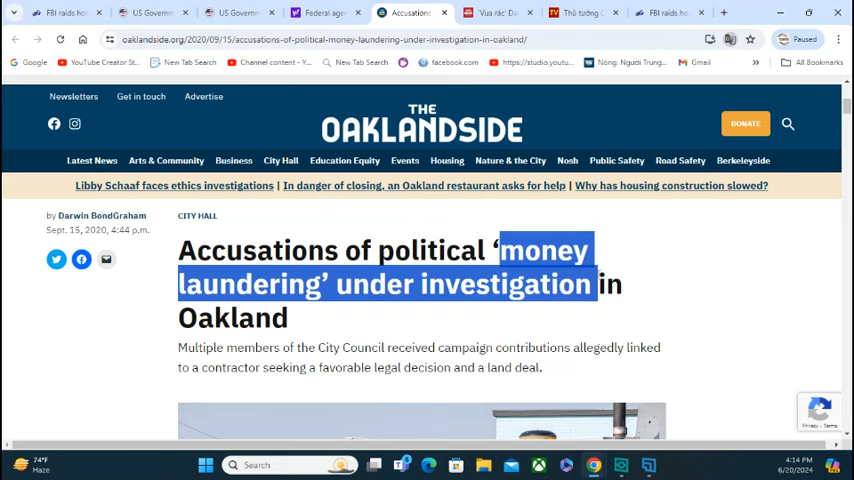 FBI raids ho
US Governm
US Governm
Federal age
Accusations
'Vua rác' Da
Thủ tướng C
FBI raids ho
oaklandside.org/2020/09/15/accusations-of-political-money-laundering-under-investigation-in-oakland/
Paused
Google
YouTube Creator St...
New Tab Search
Channel content - Y...
New Tab Search
facebook.com
https://studio.youtu...
Nóng: Người Trung...
Gmail
»
All Bookmarks
Newsletters Get in touch Advertise
THE
OAKLANDSIDE
DONATE
Latest News Arts & Community Business City Hall Education Equity Events Housing Nature & the City Nosh Public Safety Road Safety Berkeleyside
Libby Schaaf faces ethics investigations | In danger of closing, an Oakland restaurant asks for help | Why has housing construction slowed?
by Darwin BondGraham
Sept. 15, 2020, 4:44 p.m.
CITY HALL
Accusations of political ‘money
laundering’ under investigation in
Oakland
Multiple members of the City Council received campaign contributions allegedly linked
to a contractor seeking a favorable legal decision and a land deal.
Privacy - Terms
74°F
Haze
Search
4:14 PM
6/20/2024